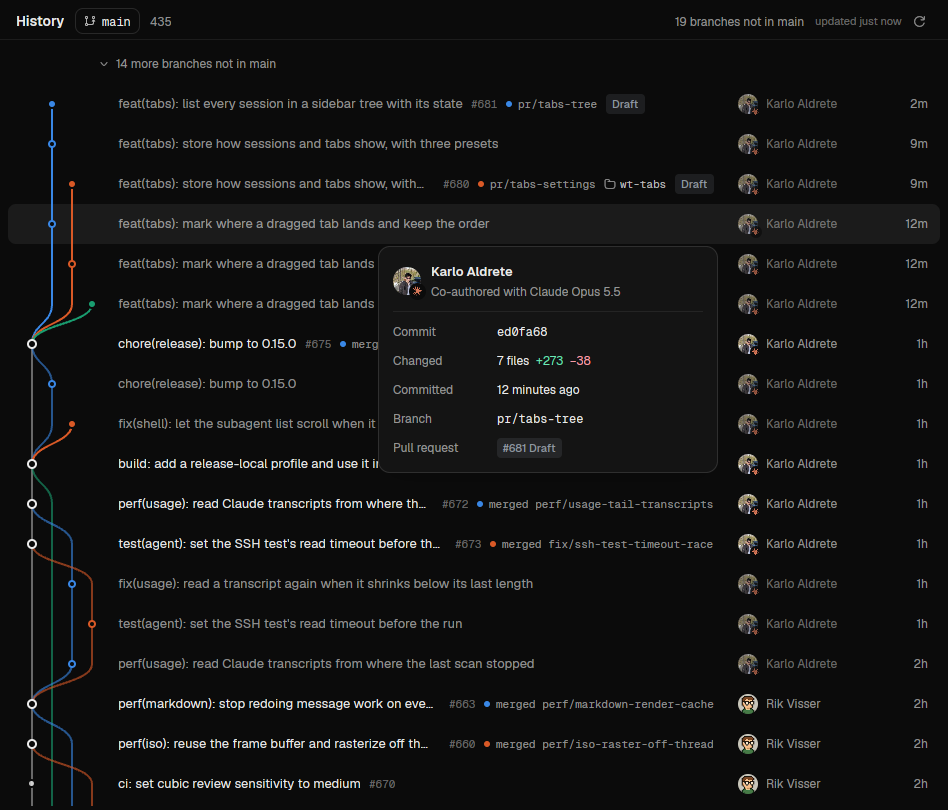 History main 435 19 branches not in main updated just now
14 more branches not in main
feat(tabs): list every session in a sidebar tree with its state #681 pr/tabs-tree Draft Karlo Aldrete 2m
feat(tabs): store how sessions and tabs show, with three presets Karlo Aldrete 9m
feat(tabs): store how sessions and tabs show, with… #680 pr/tabs-settings wt-tabs Draft Karlo Aldrete 9m
feat(tabs): mark where a dragged tab lands and keep the order Karlo Aldrete 12m
feat(tabs): mark where a dragged tab lands Karlo Aldrete 12m
feat(tabs): mark where a dragged tab lands Karlo Aldrete 12m
chore(release): bump to 0.15.0 #675 merg Karlo Aldrete 1h
chore(release): bump to 0.15.0 Karlo Aldrete 1h
fix(shell): let the subagent list scroll when it Karlo Aldrete 1h
build: add a release-local profile and use it i Karlo Aldrete 1h
Karlo Aldrete
Co-authored with Claude Opus 5.5
Commit ed0fa68
Changed 7 files +273 −38
Committed 12 minutes ago
Branch pr/tabs-tree
Pull request #681 Draft
perf(usage): read Claude transcripts from where th… #672 merged perf/usage-tail-transcripts Karlo Aldrete 1h
test(agent): set the SSH test's read timeout before th… #673 merged fix/ssh-test-timeout-race Karlo Aldrete 1h
fix(usage): read a transcript again when it shrinks below its last length Karlo Aldrete 1h
test(agent): set the SSH test's read timeout before the run Karlo Aldrete 1h
perf(usage): read Claude transcripts from where the last scan stopped Karlo Aldrete 2h
perf(markdown): stop redoing message work on eve… #663 merged perf/markdown-render-cache Rik Visser 2h
perf(iso): reuse the frame buffer and rasterize off th… #660 merged perf/iso-raster-off-thread Rik Visser 2h
ci: set cubic review sensitivity to medium #670 Rik Visser 2h